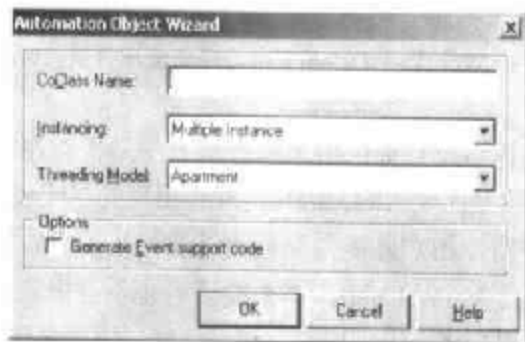 Automation Object Wizard
CoClass Name:
Instancing: Multiple Instance
Threading Model: Apartment
Options
Generate Event support code
OK Cancel Help